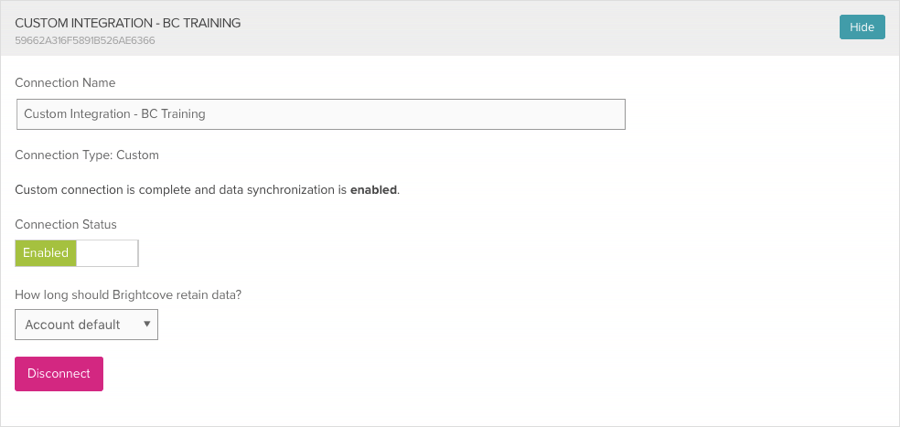 CUSTOM INTEGRATION - BC TRAINING
59662A316F5891B526AE6366
Hide
Connection Name
Custom Integration - BC Training
Connection Type: Custom
Custom connection is complete and data synchronization is enabled.
Connection Status
Enabled
How long should Brightcove retain data?
Account default
Disconnect